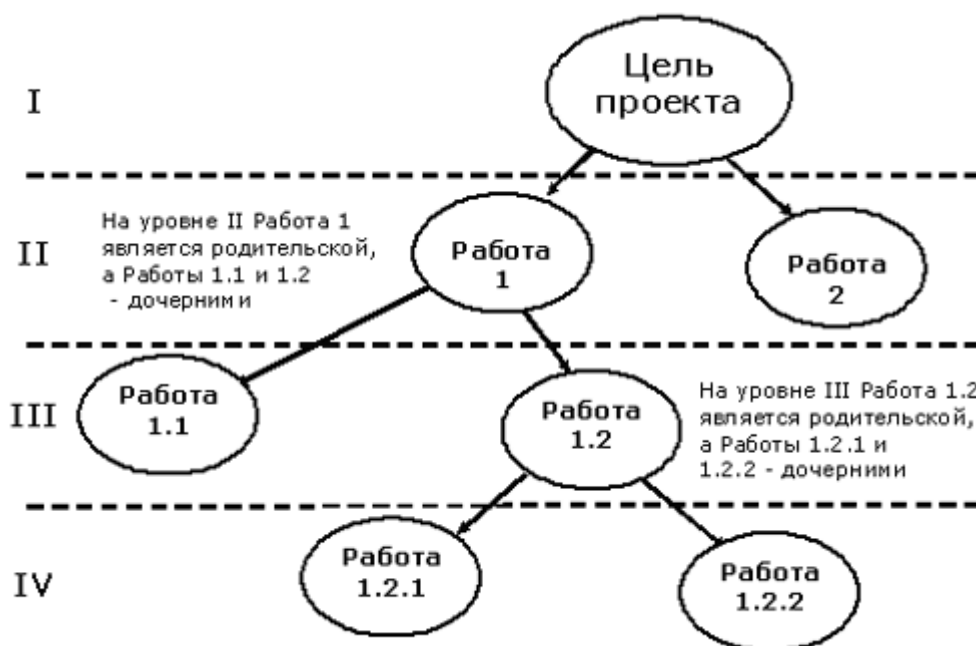 Цель
проекта
I
На уровне II Работа 1
является родительской,
а Работы 1.1 и 1.2
- дочерними
II
Работа
1
Работа
2
III
Работа
1.1
Работа
1.2
На уровне III Работа 1.2
является родительской,
а Работы 1.2.1 и
1.2.2 - дочерними
IV
Работа
1.2.1
Работа
1.2.2